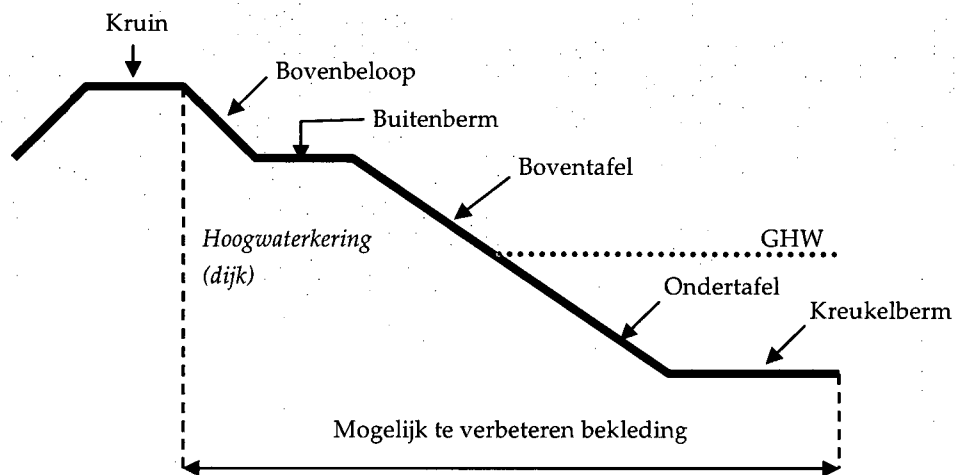 Kruin
Bovenbeloop
Buitenberm
Boventafel
Hoogwaterkering
(dijk)
GHW
Ondertafel
Kreukelberm
Mogelijk te verbeteren bekleding